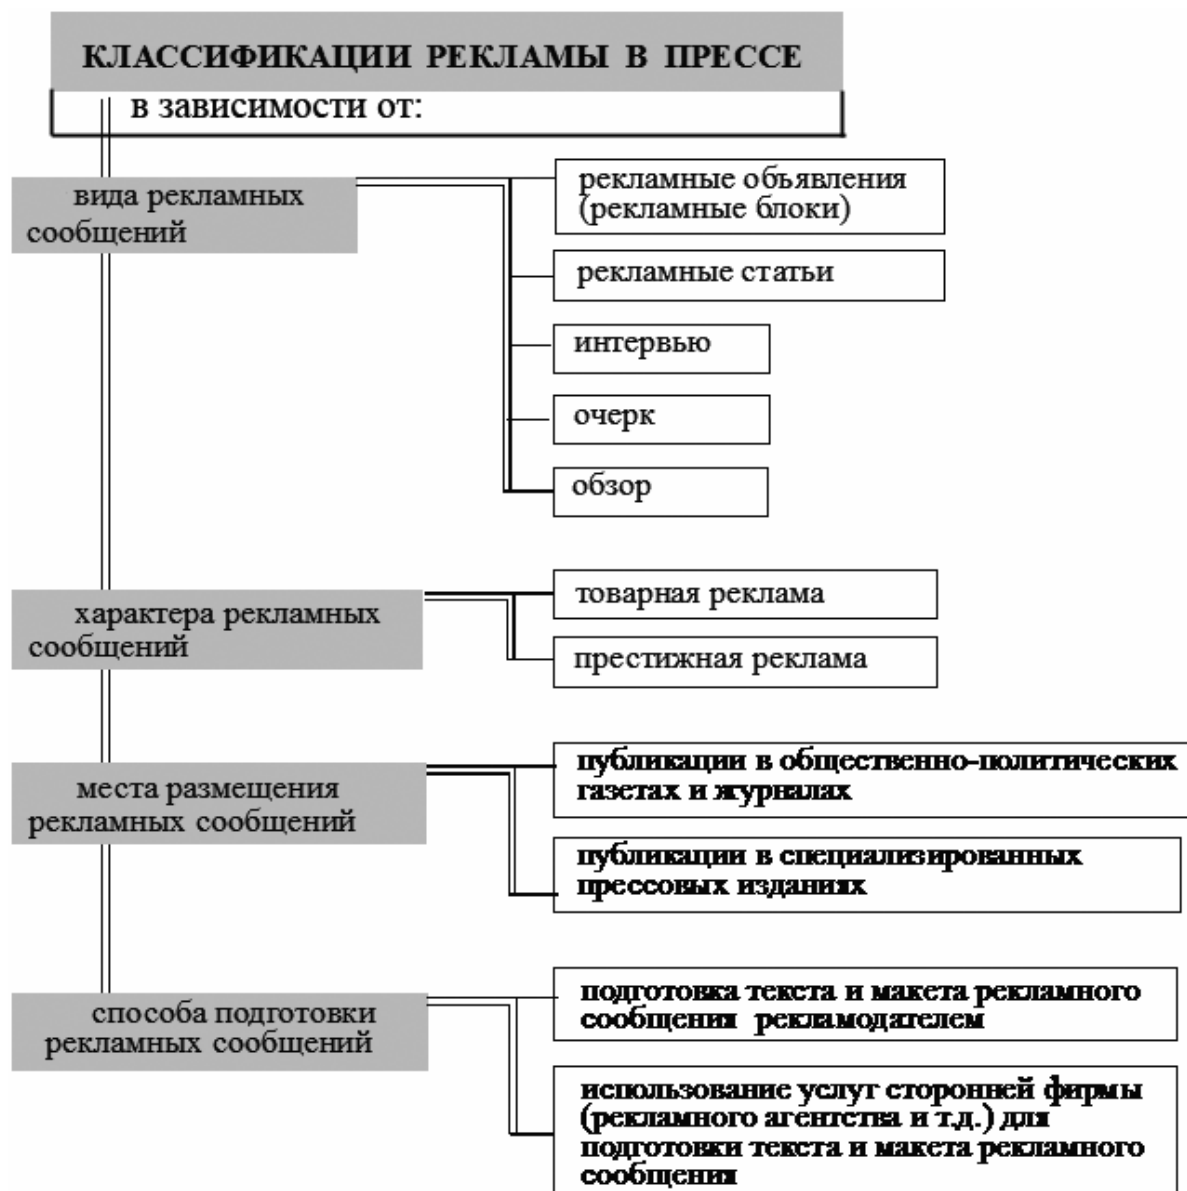 КЛАССИФИКАЦИИ РЕКЛАМЫ В ПРЕССЕ
в зависимости от:
вида рекламных
сообщений
рекламные объявления
(рекламные блоки)
рекламные статьи
интервью
очерк
обзор
характера рекламных
сообщений
товарная реклама
престижная реклама
места размещения
рекламных сообщений
публикации в общественно-политических
газетах и журналах
публикации в специализированных
прессовых изданиях
способа подготовки
рекламных сообщений
подготовка текста и макета рекламного
сообщения рекламодателем
использование услуг сторонней фирмы
(рекламного агентства и т.д.) для
подготовки текста и макета рекламного
сообщения